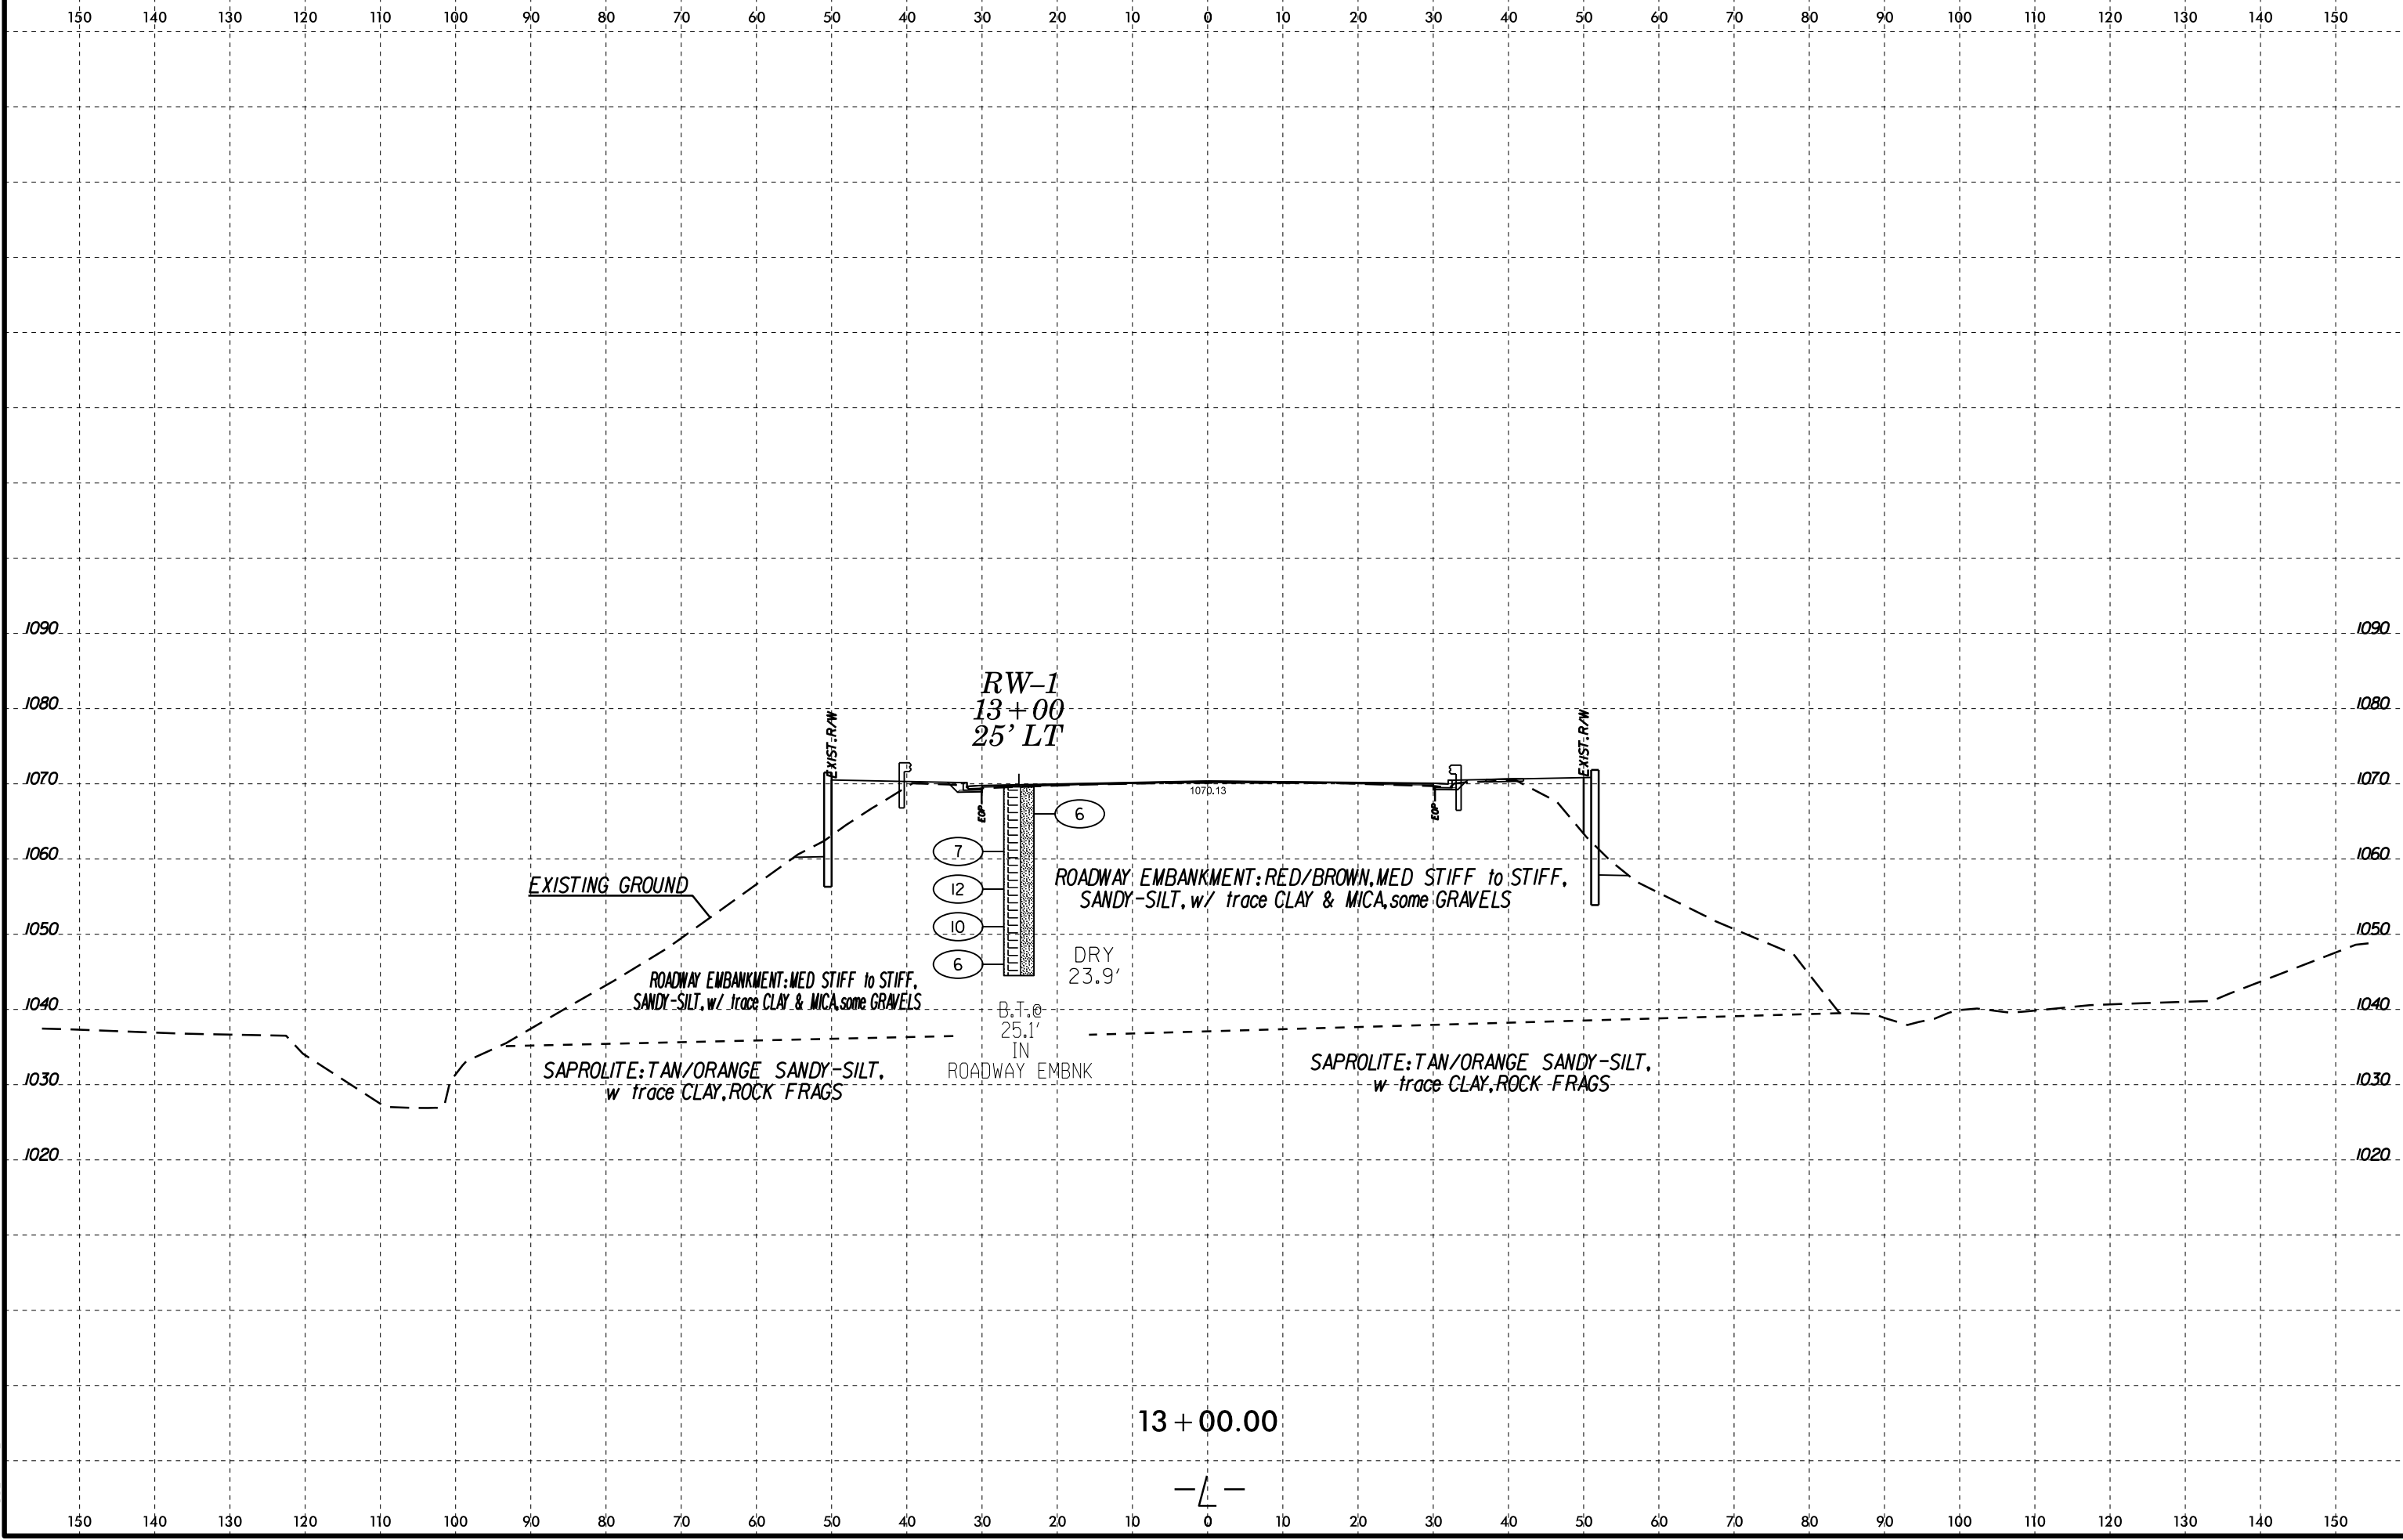 150 140 130 120 110 100 90 80 70 60 50 40 30 20 10 0 10 20 30 40 50 60 70 80 90 100 110 120 130 140 150
1090 1090
RW-1
1080 13+00 1080
25' LT
EXIST. R/W EXIST. R/W
1070 1070
1070.13
EOP EOP
6
7
1060 1060
EXISTING GROUND
12
ROADWAY EMBANKMENT: RED/BROWN, MED STIFF to STIFF,
SANDY-SILT, w/ trace CLAY & MICA, some GRAVELS
10
1050 1050
DRY
23.9'
6
ROADWAY EMBANKMENT: MED STIFF to STIFF,
SANDY-SILT, w/ trace CLAY & MICA, some GRAVELS
1040 1040
B.T.@
25.1'
IN
ROADWAY EMBNK
SAPROLITE: TAN/ORANGE SANDY-SILT,
w trace CLAY, ROCK FRAGS
SAPROLITE: TAN/ORANGE SANDY-SILT,
w trace CLAY, ROCK FRAGS
1030 1030
1020 1020
13+00.00
-L-
150 140 130 120 110 100 90 80 70 60 50 40 30 20 10 0 10 20 30 40 50 60 70 80 90 100 110 120 130 140 150